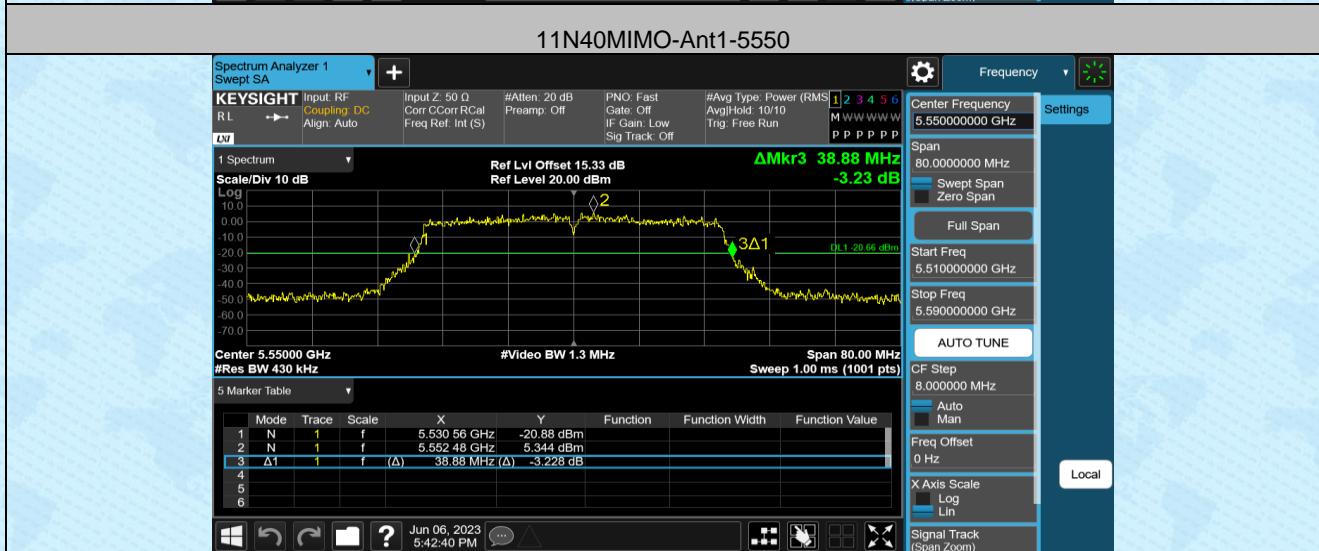 11N40MIMO-Ant1-5550
Spectrum Analyzer 1
Swept SA
+
Frequency
KEYSIGHT
R L
LXI
Input: RF
Coupling: DC
Align: Auto
Input Z: 50 Ω
Corr CCorr RCal
Freq Ref: Int (S)
#Atten: 20 dB
Preamp: Off
PNO: Fast
Gate: Off
IF Gain: Low
Sig Track: Off
#Avg Type: Power (RMS
Avg|Hold: 10/10
Trig: Free Run
1 2 3 4 5 6
M W W W W W
P P P P P P
Center Frequency
5.550000000 GHz
Settings
Span
80.0000000 MHz
Swept Span
Zero Span
Full Span
Start Freq
5.510000000 GHz
Stop Freq
5.590000000 GHz
AUTO TUNE
CF Step
8.000000 MHz
Auto
Man
Freq Offset
0 Hz
X Axis Scale
Log
Lin
Signal Track
(Span Zoom)
Local
1 Spectrum
Scale/Div 10 dB
Ref Lvl Offset 15.33 dB
Ref Level 20.00 dBm
ΔMkr3 38.88 MHz
-3.23 dB
Log
10.0
0.00
-10.0
-20.0
-30.0
-40.0
-50.0
-60.0
-70.0
1
2
3Δ1
DL1 -20.66 dBm
Center 5.55000 GHz
#Res BW 430 kHz
#Video BW 1.3 MHz
Span 80.00 MHz
Sweep 1.00 ms (1001 pts)
5 Marker Table
Mode Trace Scale X Y Function Function Width Function Value
1 N 1 f 5.530 56 GHz -20.88 dBm
2 N 1 f 5.552 48 GHz 5.344 dBm
3 Δ1 1 f (Δ) 38.88 MHz (Δ) -3.228 dB
4
5
6
?
Jun 06, 2023
5:42:40 PM